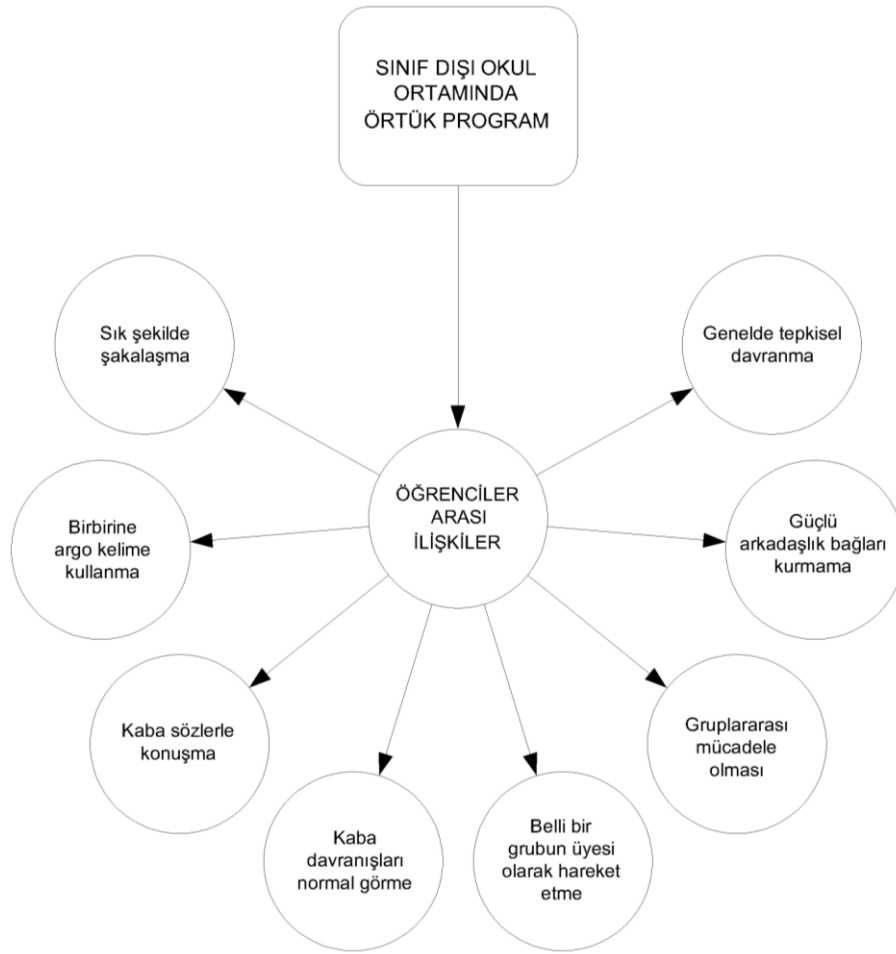 SINIF DIŞI OKUL
ORTAMINDA
ÖRTÜK PROGRAM
Sık şekilde
şakalaşma
Genelde tepkisel
davranma
ÖĞRENCİLER
ARASI
İLİŞKİLER
Birbirine
argo kelime
kullanma
Güçlü
arkadaşlık bağları
kurmama
Kaba sözlerle
konuşma
Gruplararası
mücadele
olması
Kaba
davranışları
normal görme
Belli bir
grubun üyesi
olarak hareket
etme